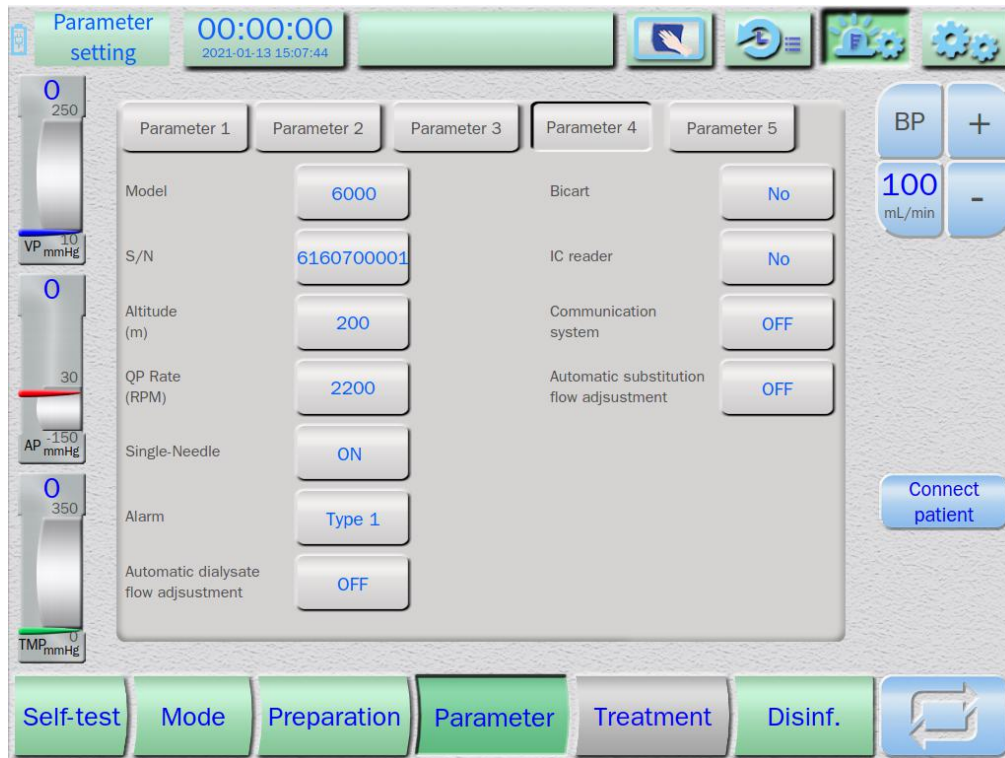 Parameter
setting
00:00:00
2021-01-13 15:07:44
0
250
10
VP mmHg
0
30
-150
AP mmHg
0
350
0
TMP mmHg
Parameter 1
Parameter 2
Parameter 3
Parameter 4
Parameter 5
Model
6000
S/N
6160700001
Altitude
(m)
200
QP Rate
(RPM)
2200
Single-Needle
ON
Alarm
Type 1
Automatic dialysate
flow adjsustment
OFF
Bicart
No
IC reader
No
Communication
system
OFF
Automatic substitution
flow adjsustment
OFF
BP
+
100
mL/min
-
Connect
patient
Self-test
Mode
Preparation
Parameter
Treatment
Disinf.